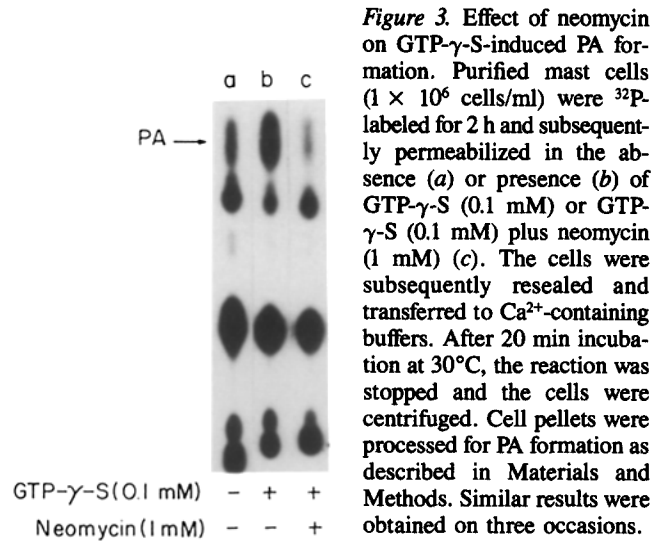 a b c
PA
GTP-γ-S(0.1 mM) – + +
Neomycin(1mM) – – +
Figure 3. Effect of neomycin
on GTP-γ-S-induced PA for-
mation. Purified mast cells
(1 × 10⁶ cells/ml) were ³²P-
labeled for 2 h and subsequent-
ly permeabilized in the ab-
sence (a) or presence (b) of
GTP-γ-S (0.1 mM) or GTP-
γ-S (0.1 mM) plus neomycin
(1 mM) (c). The cells were
subsequently resealed and
transferred to Ca²⁺-containing
buffers. After 20 min incuba-
tion at 30°C, the reaction was
stopped and the cells were
centrifuged. Cell pellets were
processed for PA formation as
described in Materials and
Methods. Similar results were
obtained on three occasions.